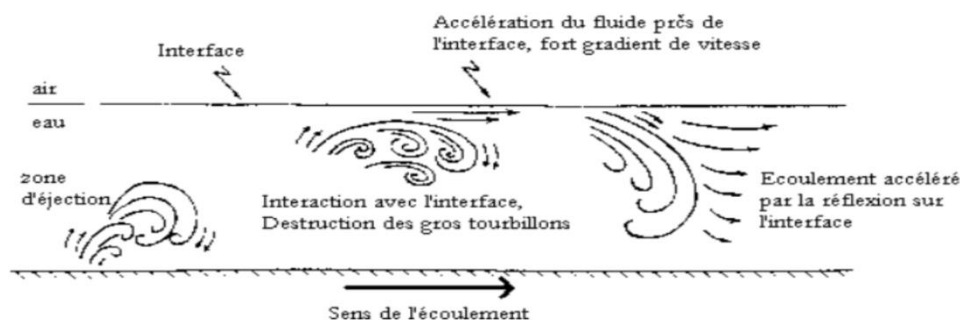 Accélération du fluide prčs de
l'interface, fort gradient de vitesse
Interface
air
eau
zone
d'éjection
Interaction avec l'interface,
Destruction des gros tourbillons
Ecoulement accéléré
par la réflexion sur
l'interface
Sens de l'écoulement